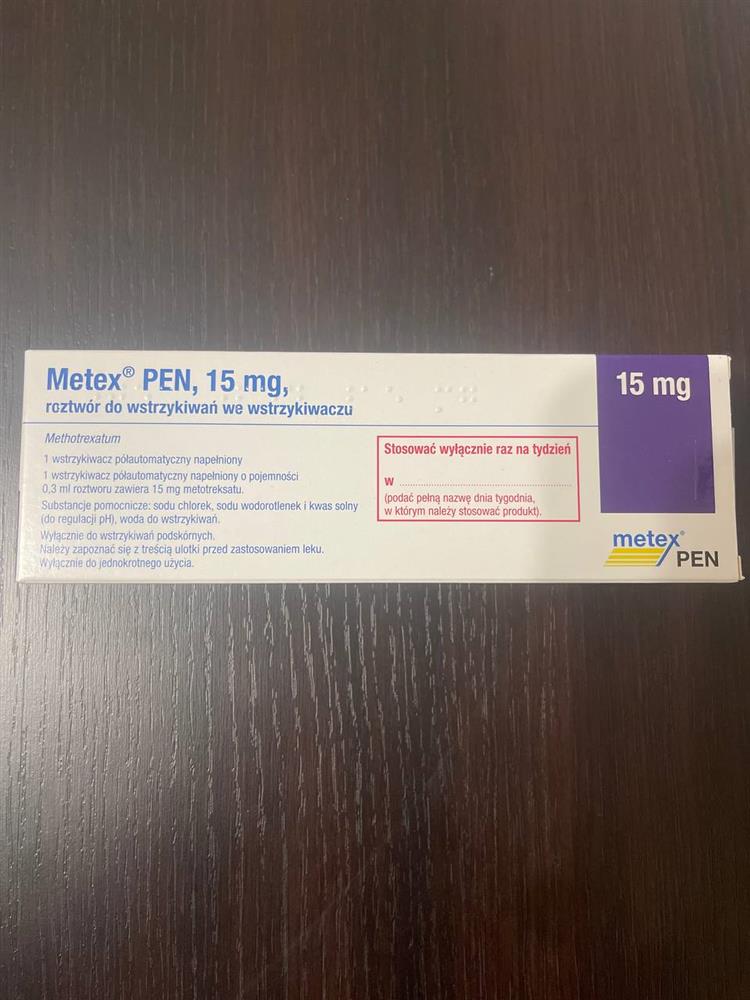 Metex® PEN, 15 mg,
roztwór do wstrzykiwań we wstrzykiwaczu
Methotrexatum
1 wstrzykiwacz półautomatyczny napełniony
1 wstrzykiwacz półautomatyczny napełniony o pojemności
0,3 ml roztworu zawiera 15 mg metotreksatu.
Substancje pomocnicze: sodu chlorek, sodu wodorotlenek i kwas solny
(do regulacji pH), woda do wstrzykiwań.
Wyłącznie do wstrzykiwań podskórnych.
Należy zapoznać się z treścią ulotki przed zastosowaniem leku.
Wyłącznie do jednokrotnego użycia.
Stosować wyłącznie raz na tydzień
w ..............................................................
(podać pełną nazwę dnia tygodnia,
w którym należy stosować produkt).
15 mg
metex®
PEN